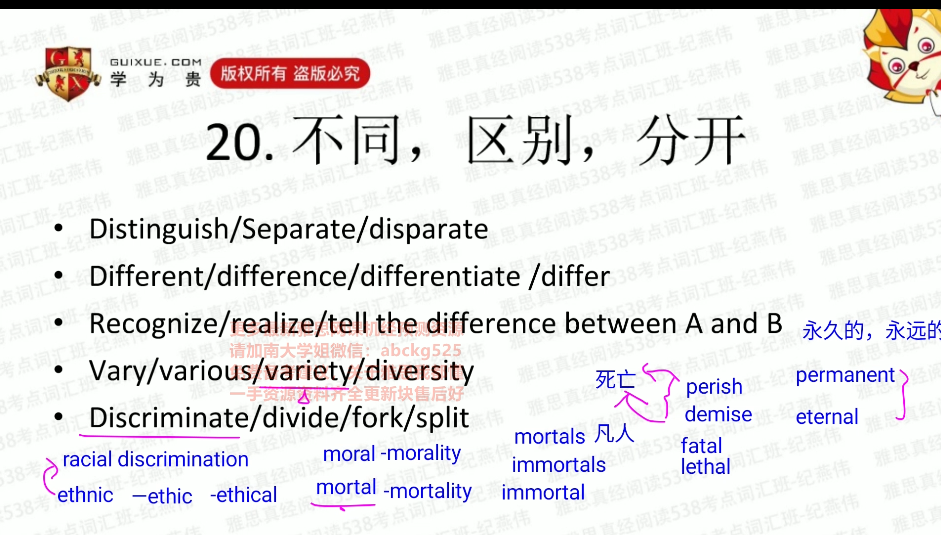 GUIXUE.COM
学为贵
版权所有 盗版必究
20. 不同，区别，分开
• Distinguish/Separate/disparate
• Different/difference/differentiate /differ
• Recognize/realize/tell the difference between A and B
永久的，永远的
请加南大学姐微信：abckg525
• Vary/various/variety/diversity
一手资源资料齐全更新块售后好
死亡
perish
permanent
• Discriminate/divide/fork/split
demise
eternal
mortals 凡人
fatal
racial discrimination
moral -morality
immortals
lethal
ethnic —ethic -ethical
mortal -mortality
immortal
雅思真经阅读538考点词汇班-纪燕伟